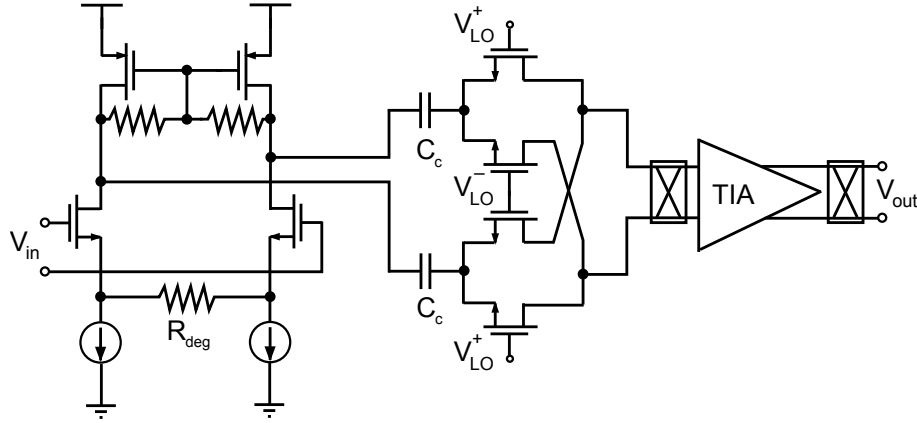 V_LO^+
C_c
V_LO^-
TIA
V_out
V_in
C_c
R_deg
V_LO^+